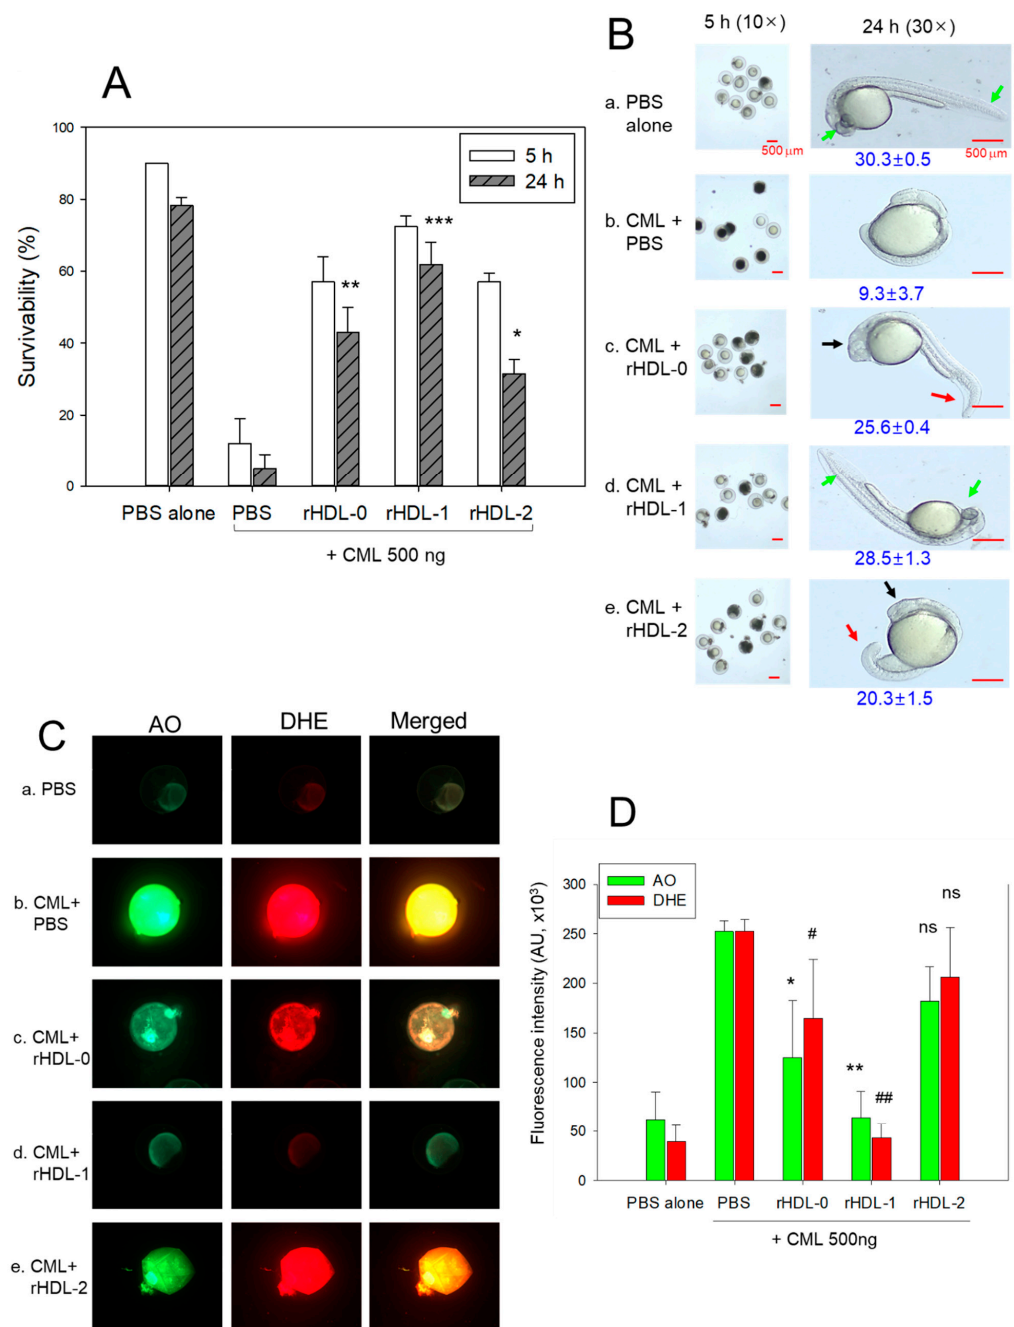 A
100
80
60
40
20
0
Survivability (%)
5 h
24 h
**
***
*
PBS alone
PBS
rHDL-0
rHDL-1
rHDL-2
+ CML 500 ng
B
5 h (10×)
24 h (30×)
a. PBS
alone
500 µm
500 µm
30.3±0.5
b. CML +
PBS
9.3±3.7
c. CML +
rHDL-0
25.6±0.4
d. CML +
rHDL-1
28.5±1.3
e. CML +
rHDL-2
20.3±1.5
C
AO
DHE
Merged
a. PBS
b. CML+
PBS
c. CML+
rHDL-0
d. CML+
rHDL-1
e. CML+
rHDL-2
D
Fluorescence intensity (AU, x10³)
300
250
200
150
100
50
0
AO
DHE
*
#
**
##
ns
ns
PBS alone
PBS
rHDL-0
rHDL-1
rHDL-2
+ CML 500ng